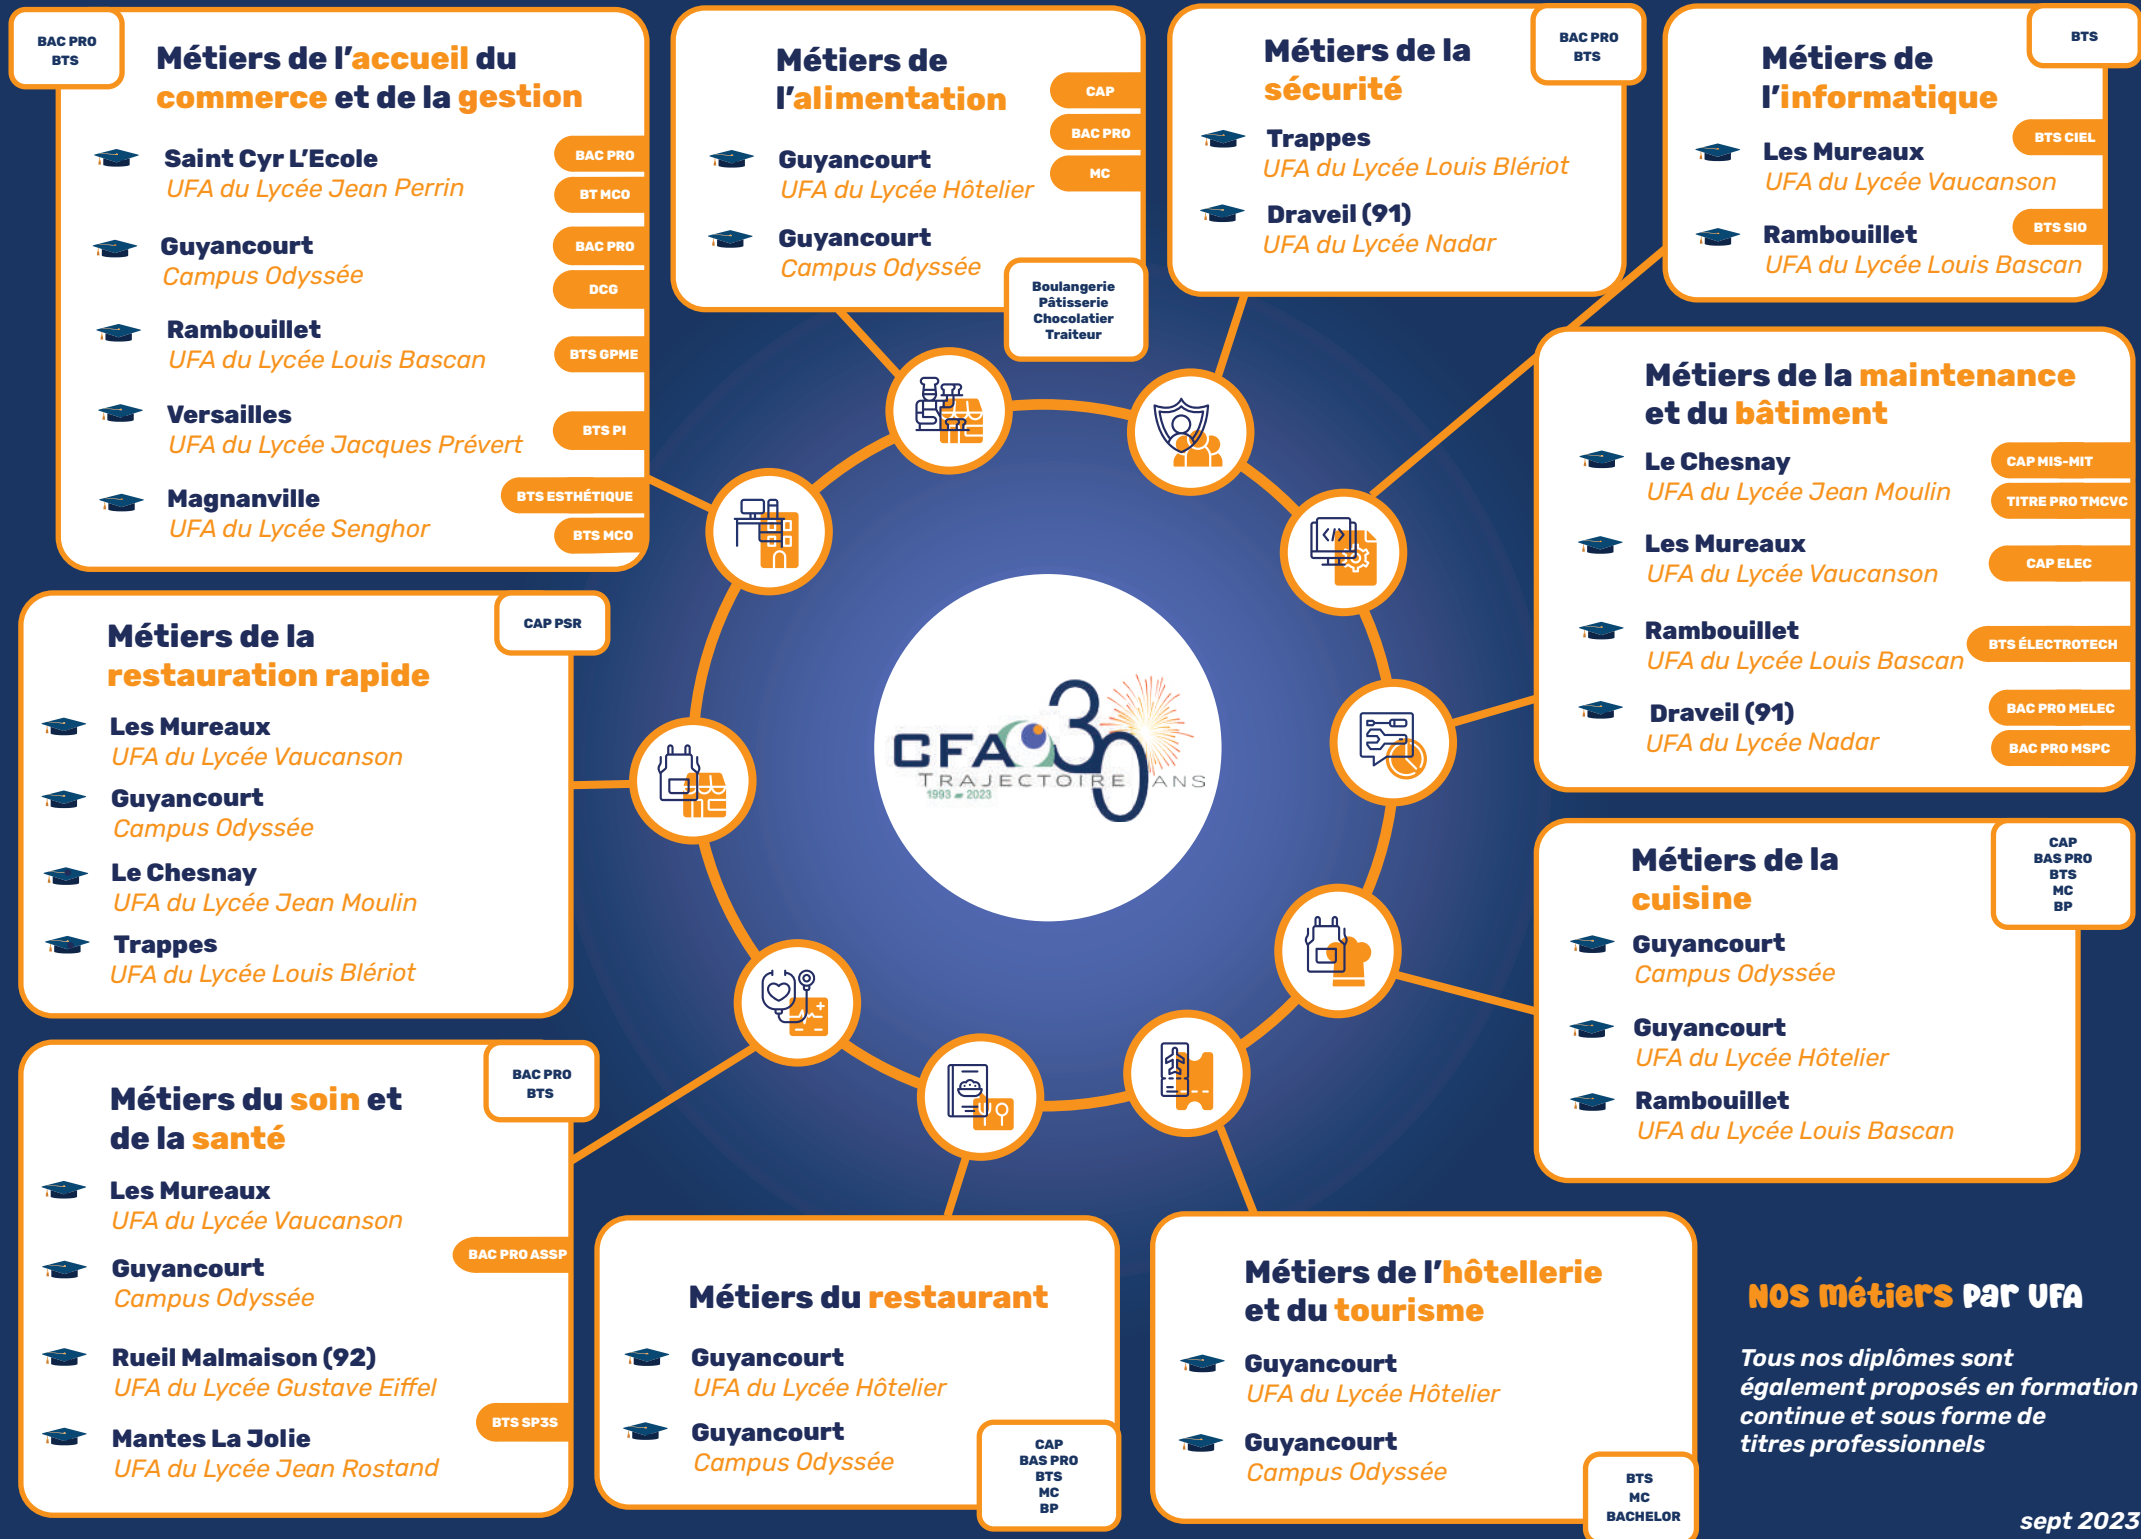 BAC PRO
BTS
Métiers de l'accueil du
commerce et de la gestion
Saint Cyr L'Ecole
UFA du Lycée Jean Perrin
BAC PRO
BT MCO
Guyancourt
Campus Odyssée
BAC PRO
DCG
Rambouillet
UFA du Lycée Louis Bascan
BTS GPME
Versailles
UFA du Lycée Jacques Prévert
BTS PI
Magnanville
UFA du Lycée Senghor
BTS ESTHÉTIQUE
BTS MCO
Métiers de
l'alimentation
CAP
BAC PRO
MC
Guyancourt
UFA du Lycée Hôtelier
Guyancourt
Campus Odyssée
Boulangerie
Pâtisserie
Chocolatier
Traiteur
BAC PRO
BTS
Métiers de la
sécurité
Trappes
UFA du Lycée Louis Blériot
Draveil (91)
UFA du Lycée Nadar
BTS
Métiers de
l'informatique
BTS CIEL
Les Mureaux
UFA du Lycée Vaucanson
BTS SIO
Rambouillet
UFA du Lycée Louis Bascan
Métiers de la maintenance
et du bâtiment
Le Chesnay
UFA du Lycée Jean Moulin
CAP MIS-MIT
TITRE PRO TMCVC
Les Mureaux
UFA du Lycée Vaucanson
CAP ELEC
Rambouillet
UFA du Lycée Louis Bascan
BTS ÉLECTROTECH
Draveil (91)
UFA du Lycée Nadar
BAC PRO MELEC
BAC PRO MSPC
CAP PSR
Métiers de la
restauration rapide
Les Mureaux
UFA du Lycée Vaucanson
Guyancourt
Campus Odyssée
Le Chesnay
UFA du Lycée Jean Moulin
Trappes
UFA du Lycée Louis Blériot
CFA 30
TRAJECTOIRE ANS
1993 - 2023
CAP
BAS PRO
BTS
MC
BP
Métiers de la
cuisine
Guyancourt
Campus Odyssée
Guyancourt
UFA du Lycée Hôtelier
Rambouillet
UFA du Lycée Louis Bascan
BAC PRO
BTS
Métiers du soin et
de la santé
Les Mureaux
UFA du Lycée Vaucanson
BAC PRO ASSP
Guyancourt
Campus Odyssée
Rueil Malmaison (92)
UFA du Lycée Gustave Eiffel
BTS SP3S
Mantes La Jolie
UFA du Lycée Jean Rostand
Métiers du restaurant
Guyancourt
UFA du Lycée Hôtelier
Guyancourt
Campus Odyssée
CAP
BAS PRO
BTS
MC
BP
Métiers de l'hôtellerie
et du tourisme
Guyancourt
UFA du Lycée Hôtelier
Guyancourt
Campus Odyssée
BTS
MC
BACHELOR
Nos métiers par UFA
Tous nos diplômes sont
également proposés en formation
continue et sous forme de
titres professionnels
sept 2023